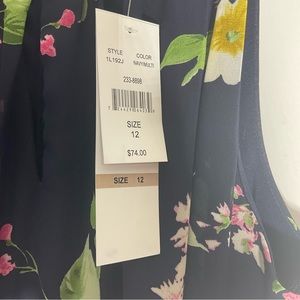 STYLE COLOR
1L192J NAVY/MULTI
233-8898
SIZE
12
$74.00
SIZE 12